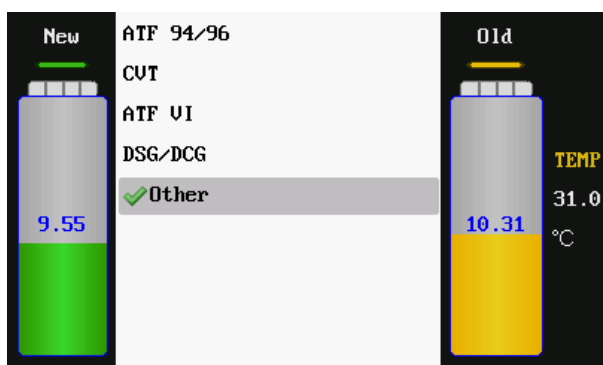 New
ATF 94/96
CVT
ATF VI
DSG/DCG
Other
9.55
Old
10.31
TEMP
31.0
°C